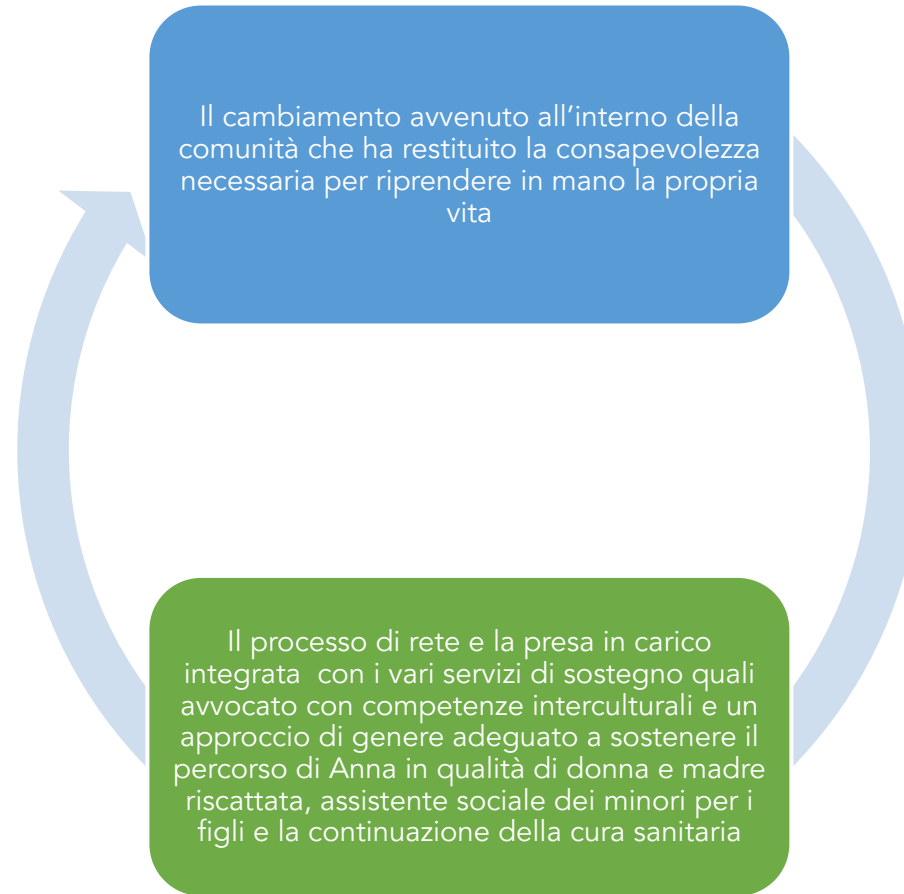 Il cambiamento avvenuto all’interno della
comunità che ha restituito la consapevolezza
necessaria per riprendere in mano la propria
vita
Il processo di rete e la presa in carico
integrata  con i vari servizi di sostegno quali
avvocato con competenze interculturali e un
approccio di genere adeguato a sostenere il
percorso di Anna in qualità di donna e madre
riscattata, assistente sociale dei minori per i
figli e la continuazione della cura sanitaria